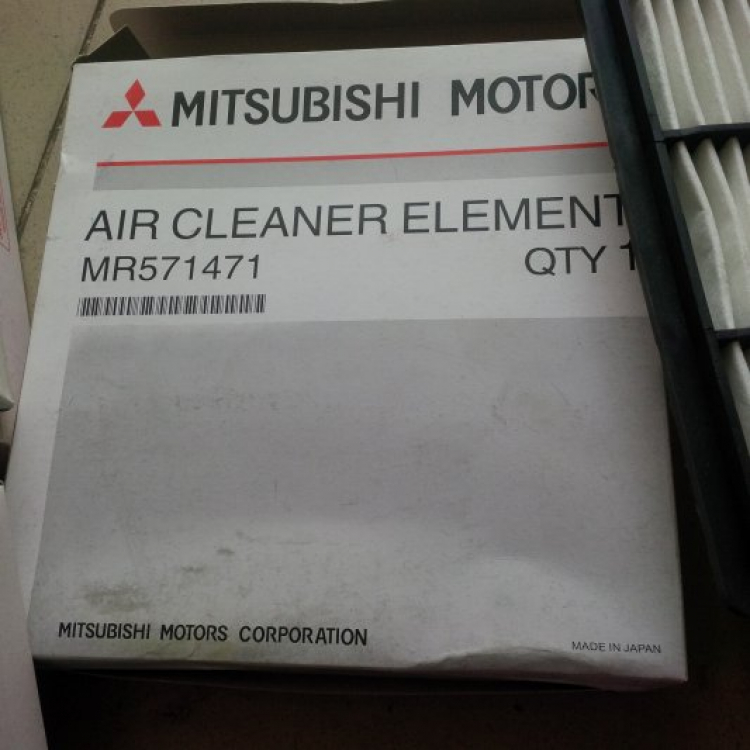 MITSUBISHI MOTOR
AIR CLEANER ELEMENT
MR571471
QTY 1
MITSUBISHI MOTORS CORPORATION
MADE IN JAPAN